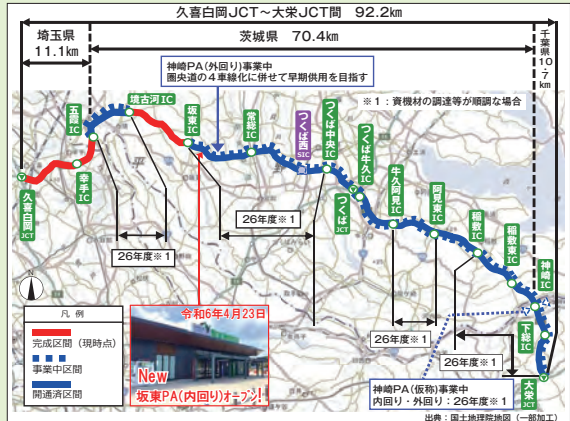 久喜白岡JCT～大栄JCT間 92.2km
埼玉県
11.1km
茨城県 70.4km
千葉県10.7km
神崎PA(外回り)事業中
圏央道の４車線化に併せて早期供用を目指す
※１：資機材の調達等が順調な場合
久喜白岡JCT
幸手IC
五霞IC
境古河IC
坂東IC
常総IC
つくば西SIC
つくば中央IC
つくばJCT
つくば牛久IC
牛久阿見IC
阿見東IC
稲敷IC
稲敷東IC
神崎IC
下総IC
大栄JCT
26年度※１
26年度※１
26年度※１
26年度※１
26年度※１
N
凡 例
完成区間（現時点）
事業中区間
開通済区間
令和6年4月23日
New
坂東PA(内回り)オープン!
神崎PA(仮称)事業中
内回り・外回り：26年度※１
出典：国土地理院地図（一部加工）